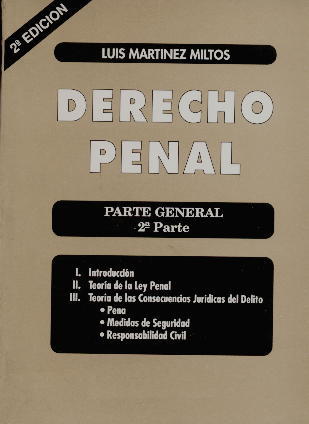 2ª EDICION
LUIS MARTINEZ MILTOS
DERECHO
PENAL
PARTE GENERAL
2ª Parte
I. Introducción
II. Teoría de la Ley Penal
III. Teoría de las Consecuencias Jurídicas del Delito
• Pena
• Medidas de Seguridad
• Responsabilidad Civil